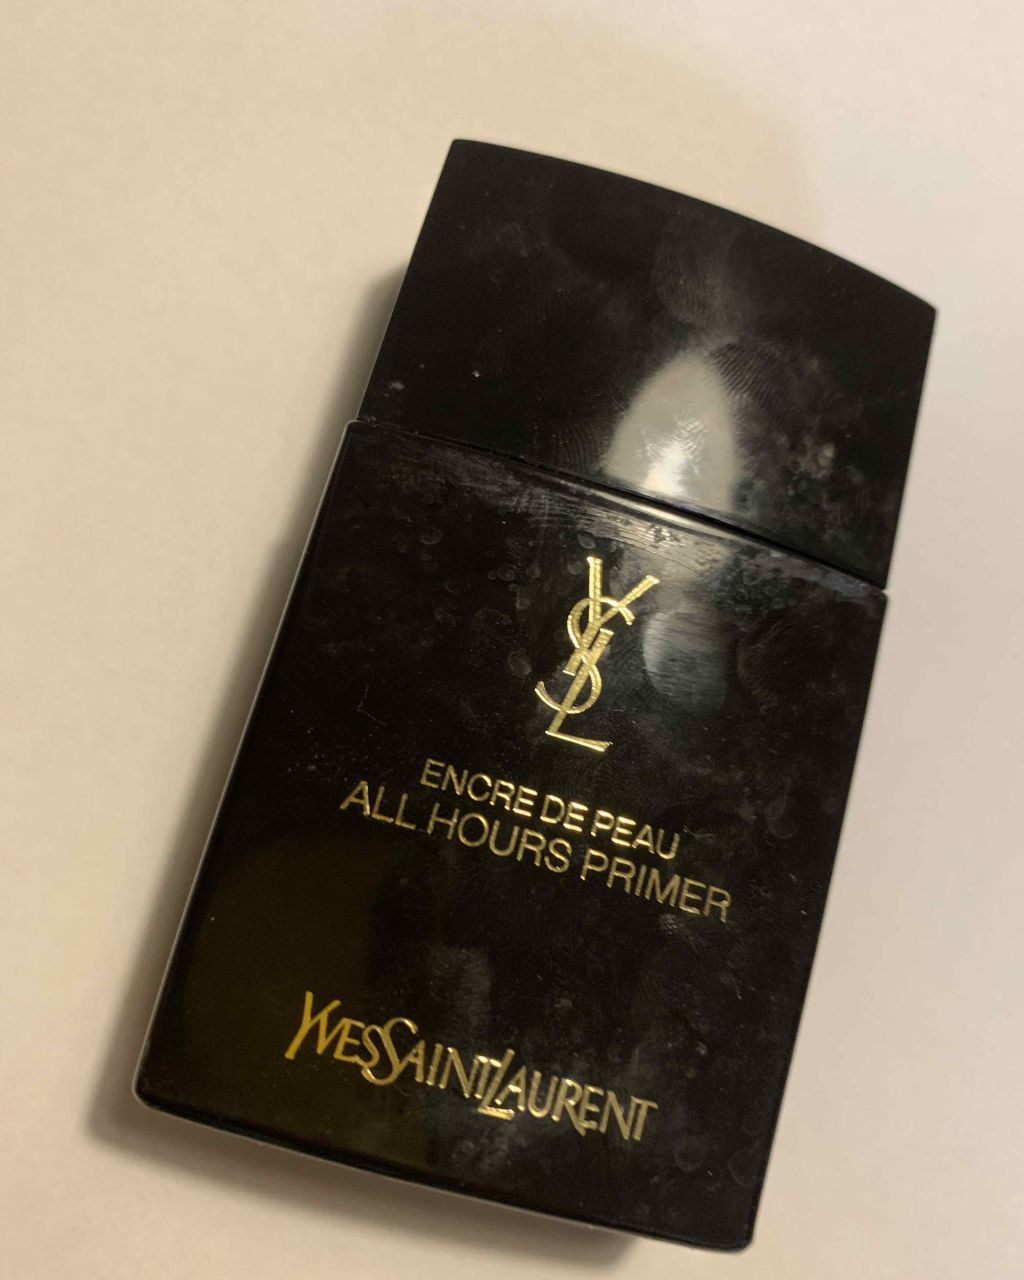 YSL
ENCRE DE PEAU
ALL HOURS PRIMER
YVESSAINTLAURENT